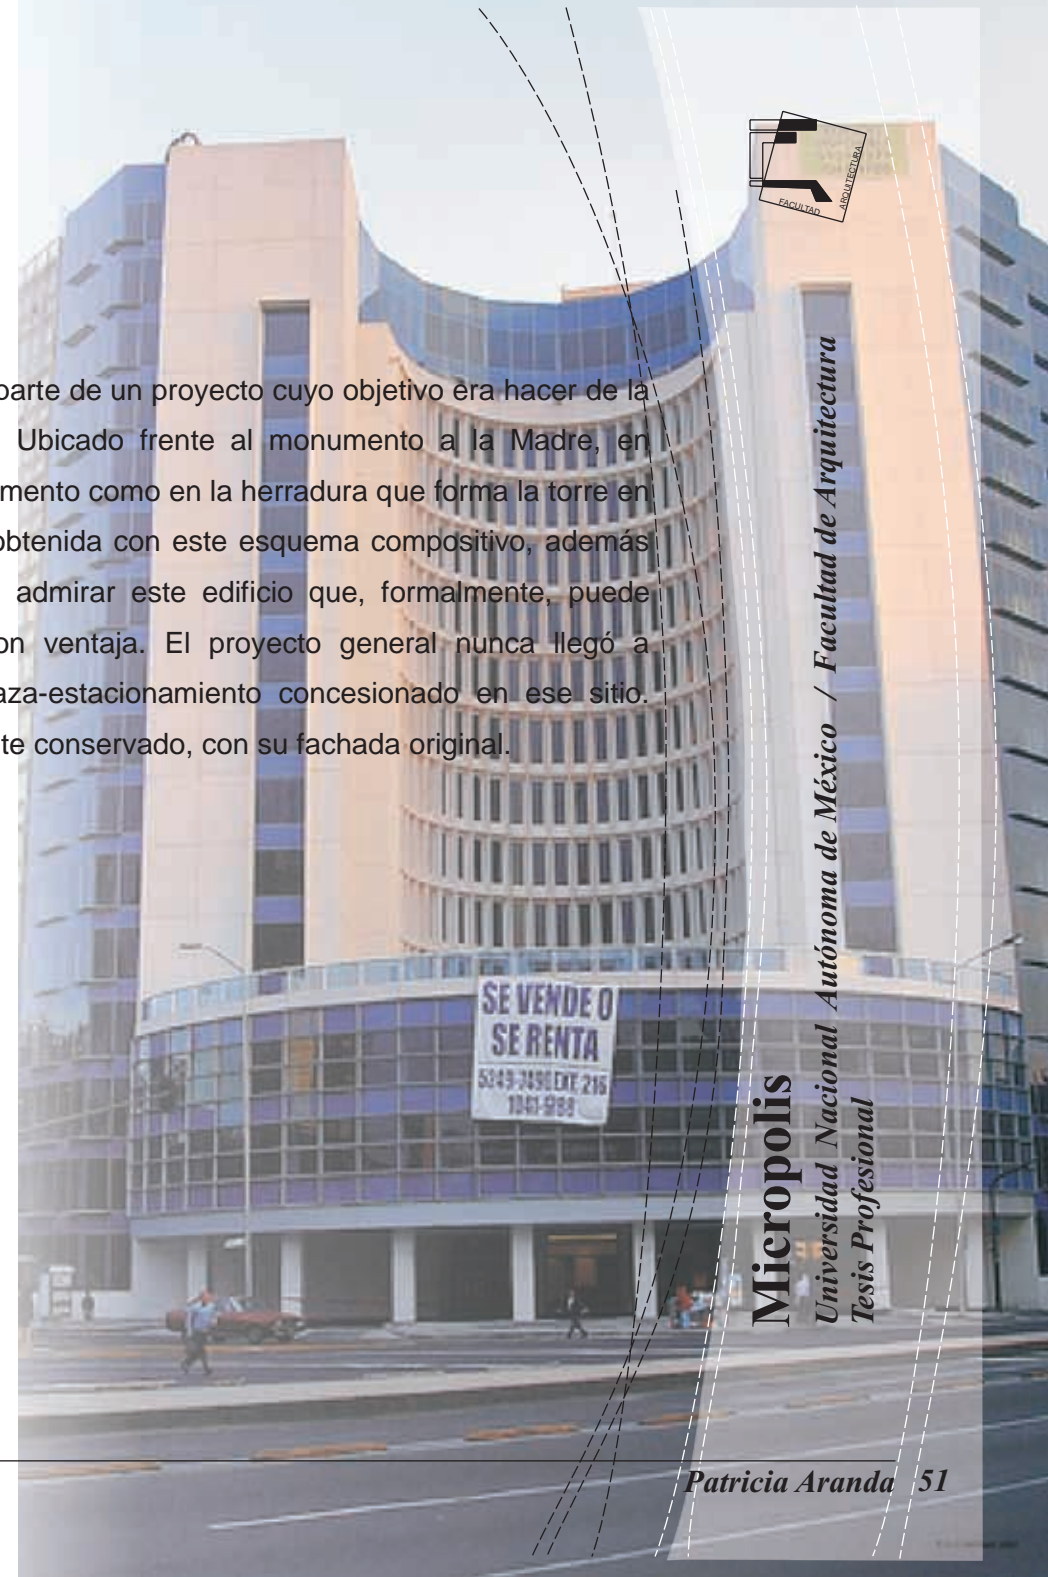 FACULTAD
ARQUITECTURA
parte de un proyecto cuyo objetivo era hacer de la
Ubicado frente al monumento a la Madre, en
mento como en la herradura que forma la torre en
obtenida con este esquema compositivo, además
admirar este edificio que, formalmente, puede
on ventaja. El proyecto general nunca llegó a
aza-estacionamiento concesionado en ese sitio.
te conservado, con su fachada original.
SE VENDE O
SE RENTA
Micropolis
Universidad Nacional Autónoma de México / Facultad de Arquitectura
Tesis Profesional
Patricia Aranda 51